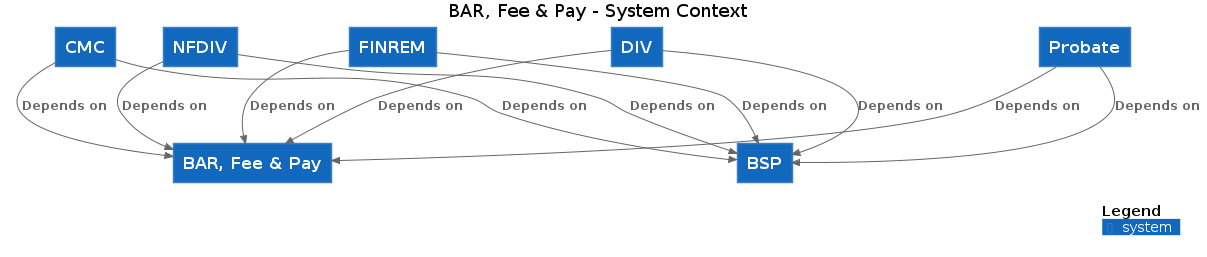 BAR, Fee & Pay - System Context
CMC
NFDIV
FINREM
DIV
Probate
Depends on
Depends on
Depends on
Depends on
Depends on
Depends on
Depends on
Depends on
Depends on
Depends on
BAR, Fee & Pay
BSP
Legend
system